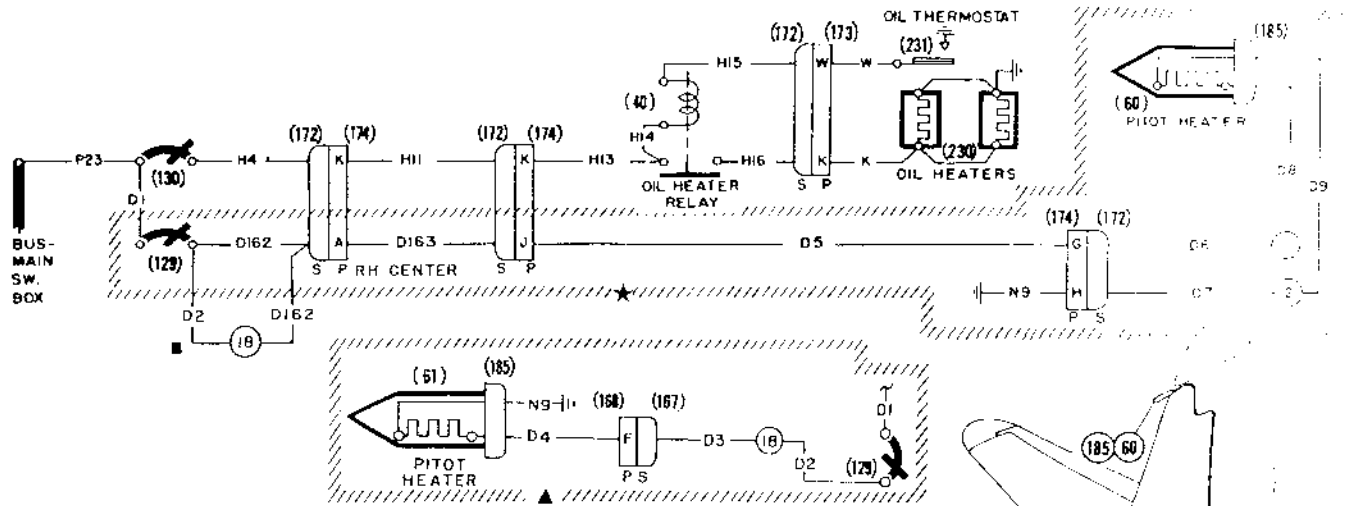 OIL THERMOSTAT
(172) (173) (231) (185)
H15 W W
(40) (60)
PITOT HEATER
H14
(172) (174) (172) (174)
P23 H4 K H11 K H13 H16 K K (230)
(130)
S P OIL HEATERS
OIL HEATER
RELAY
D8 D9
D1
(174) (172)
BUS-
MAIN
SW.
BOX
D162 A D163 J D5 G D6
(129)
S P RH CENTER S P
N9 H D7 2
P S
D2 D162
18
(61) (185)
N9 (168) (167) D1
D4 F D3 18 D2 (129)
P S
PITOT
HEATER
185 60